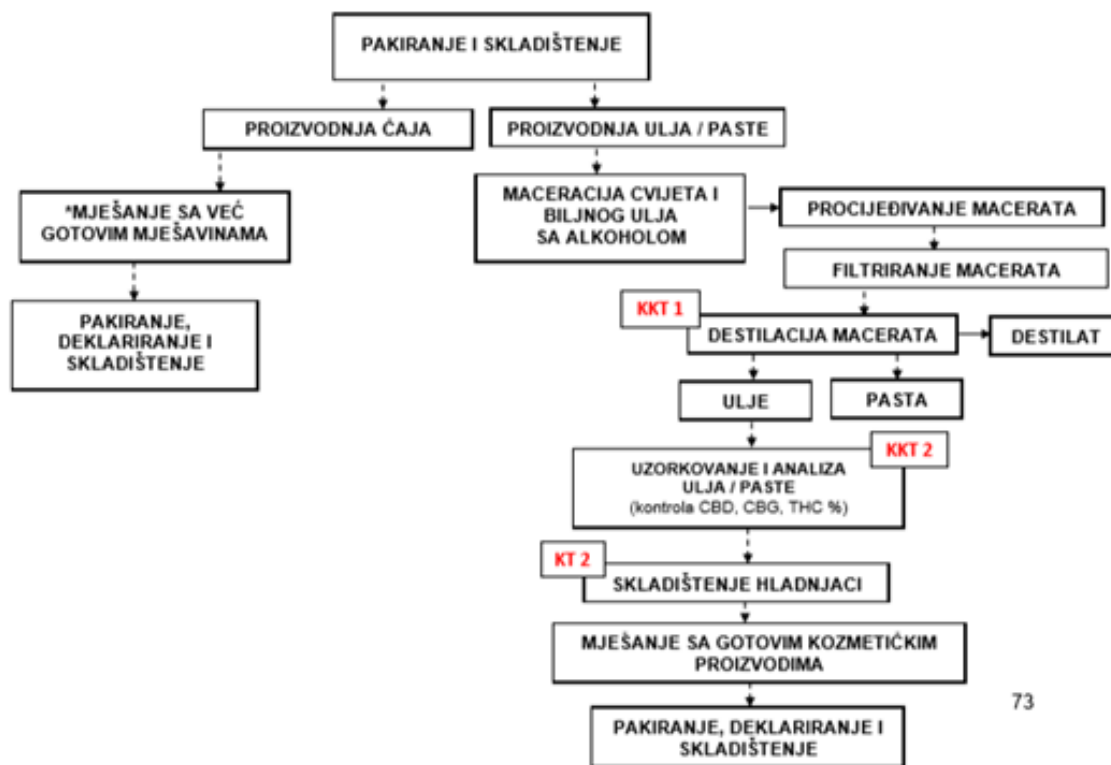 PAKIRANJE I SKLADIŠTENJE
PROIZVODNJA ČAJA
PROIZVODNJA ULJA / PASTE
*MJEŠANJE SA VEĆ
GOTOVIM MJEŠAVINAMA
MACERACIJA CVIJETA I
BILJNOG ULJA
SA ALKOHOLOM
PROCIJEĐIVANJE MACERATA
FILTRIRANJE MACERATA
PAKIRANJE,
DEKLARIRANJE I
SKLADIŠTENJE
KKT 1
DESTILACIJA MACERATA
DESTILAT
ULJE
PASTA
KKT 2
UZORKOVANJE I ANALIZA
ULJA / PASTE
(kontrola CBD, CBG, THC %)
KT 2
SKLADIŠTENJE HLADNJACI
MJEŠANJE SA GOTOVIM KOZMETIČKIM
PROIZVODIMA
73
PAKIRANJE, DEKLARIRANJE I
SKLADIŠTENJE